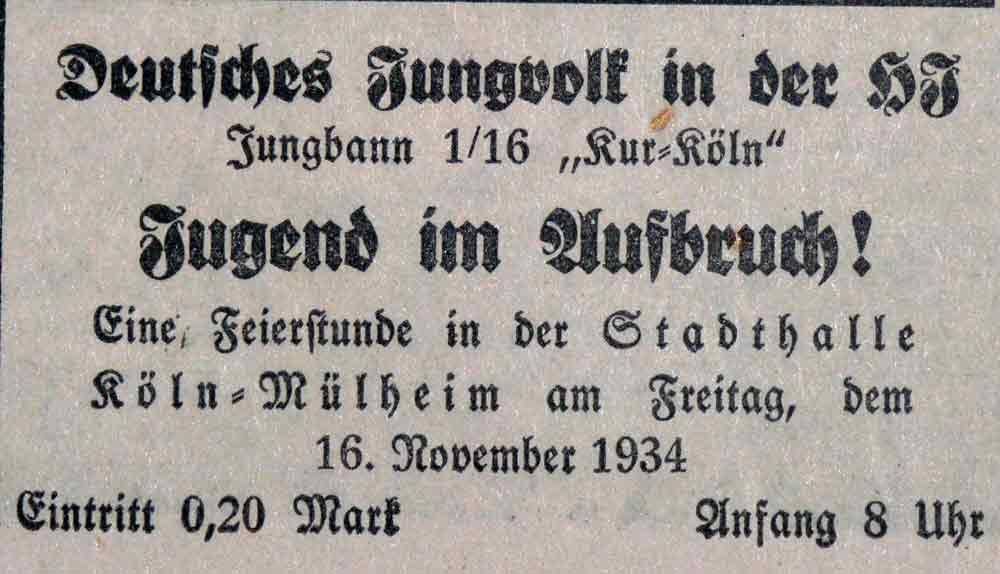 Deutsches Jungvolk in der HJ
Jungbann 1/16 „Kur-Köln“
Jugend im Aufbruch!
Eine Feierstunde in der Stadthalle
Köln-Mülheim am Freitag, dem
16. November 1934
Eintritt 0,20 Mark Anfang 8 Uhr